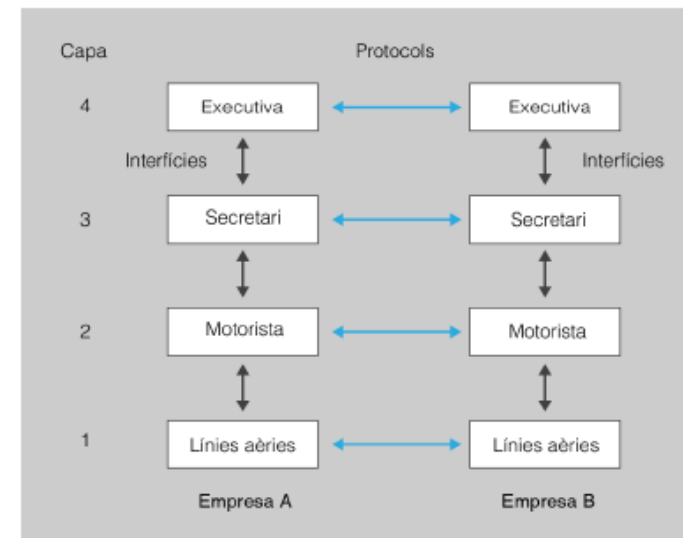 Capa Protocols
4 Executiva Executiva
Interfícies Interfícies
3 Secretari Secretari
2 Motorista Motorista
1 Línies aèries Línies aèries
Empresa A Empresa B